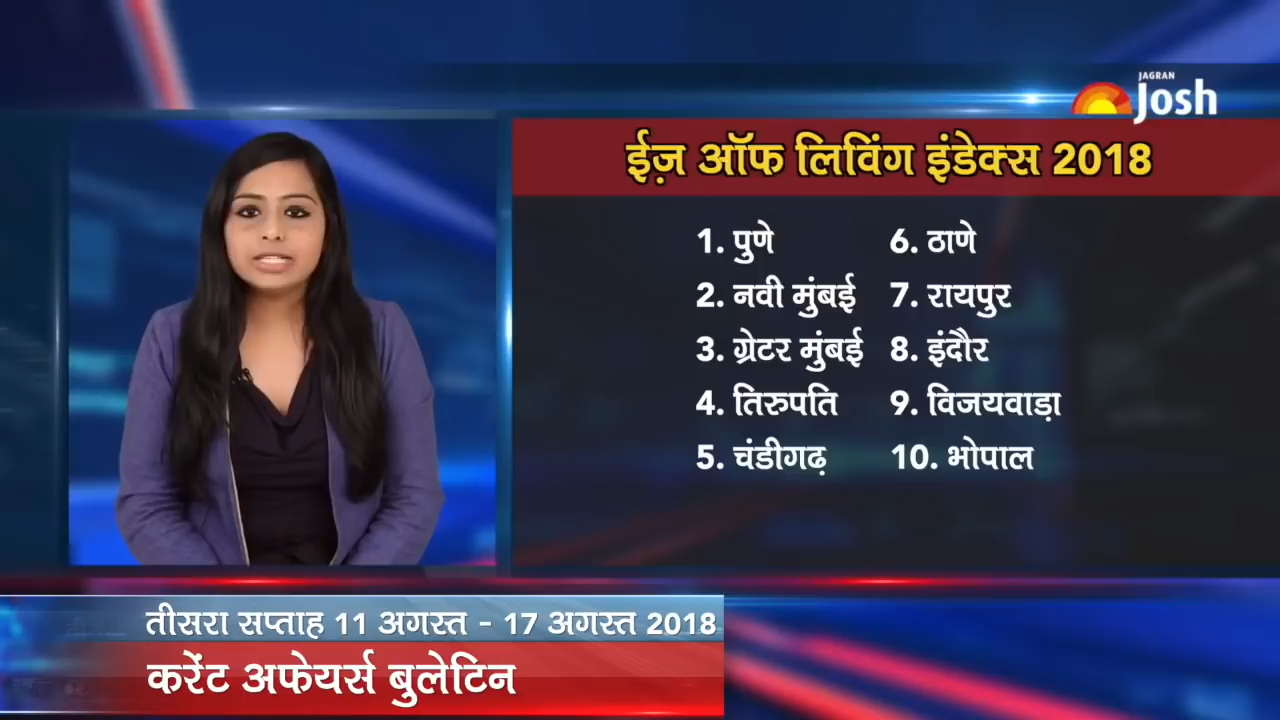 JAGRAN
Josh
ईज़ ऑफ लिविंग इंडेक्स 2018
1. पुणे
2. नवी मुंबई
3. ग्रेटर मुंबई
4. तिरुपति
5. चंडीगढ़
6. ठाणे
7. रायपुर
8. इंदौर
9. विजयवाड़ा
10. भोपाल
तीसरा सप्ताह 11 अगस्त - 17 अगस्त 2018
करेंट अफेयर्स बुलेटिन